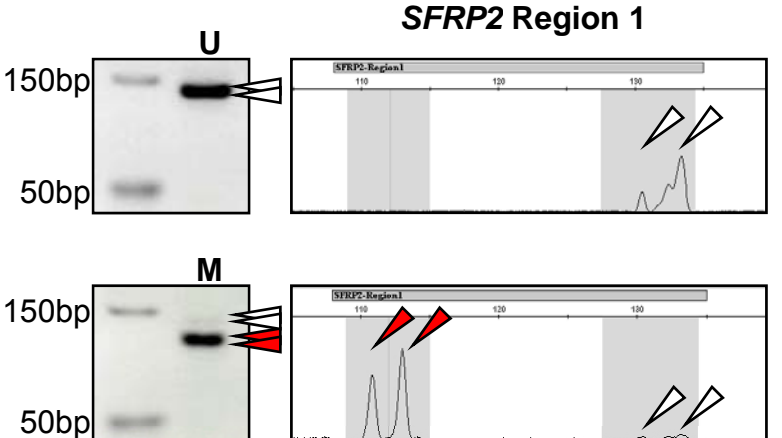 SFRP2 Region 1
U
150bp
50bp
SFRP2-Region1
110 120 130
M
150bp
50bp
SFRP2-Region1
110 120 130